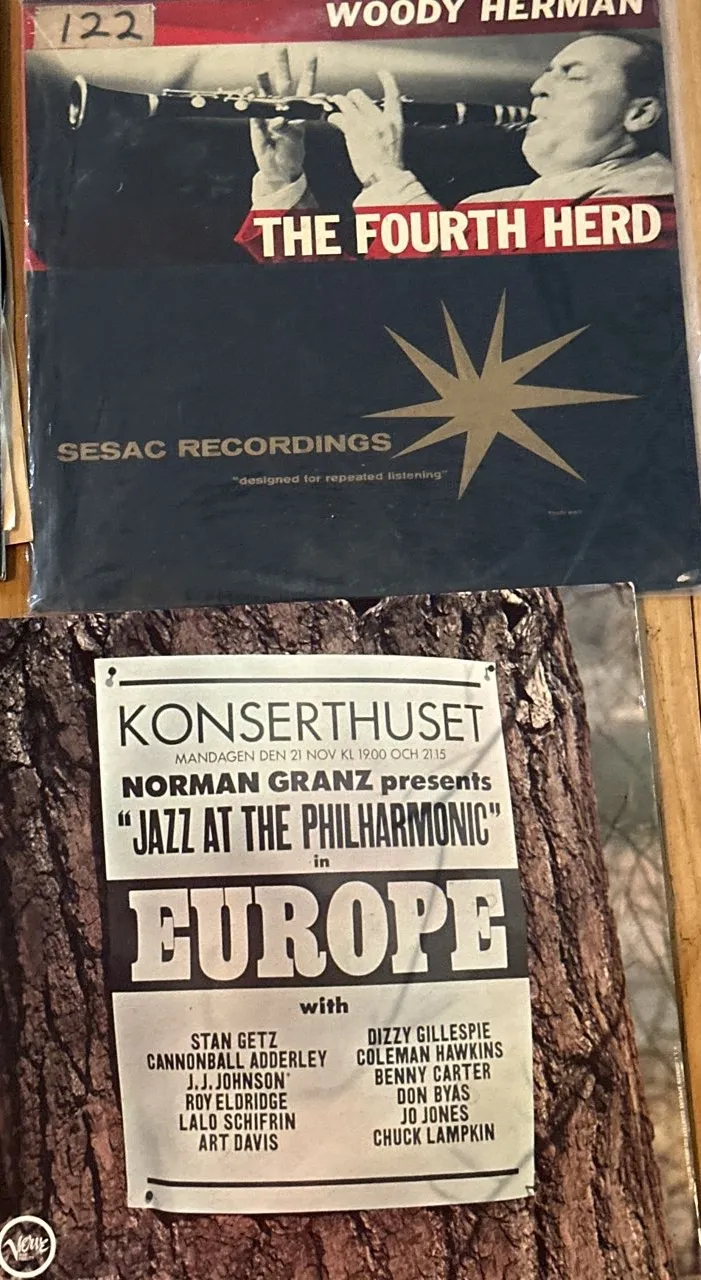 122
WOODY HERMAN
THE FOURTH HERD
SESAC RECORDINGS
"designed for repeated listening"
KONSERTHUSET
MANDAGEN DEN 21 NOV KL 19.00 OCH 21.15
NORMAN GRANZ presents
"JAZZ AT THE PHILHARMONIC"
in
EUROPE
with
STAN GETZ
CANNONBALL ADDERLEY
J.J. JOHNSON
ROY ELDRIDGE
LALO SCHIFRIN
ART DAVIS
DIZZY GILLESPIE
COLEMAN HAWKINS
BENNY CARTER
DON BYAS
JO JONES
CHUCK LAMPKIN
Verve